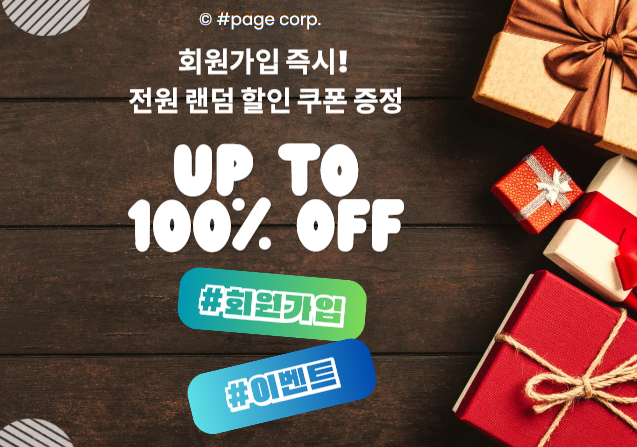 © #page corp.
회원가입 즉시!
전원 랜덤 할인 쿠폰 증정
UP TO
100% OFF
#회원가입
#이벤트